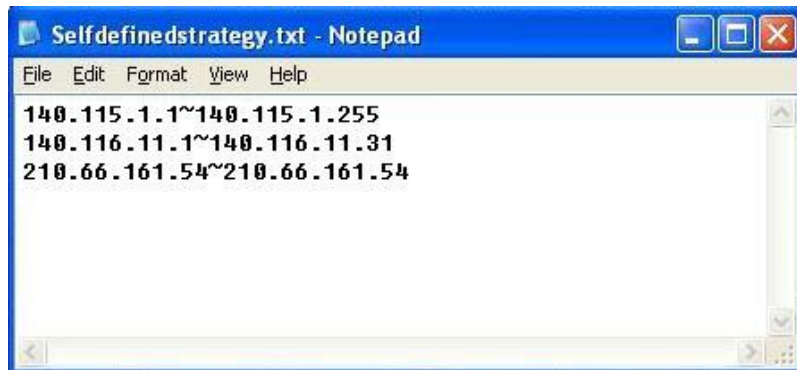 Selfdefinedstrategy.txt - Notepad
File Edit Format View Help
140.115.1.1~140.115.1.255
140.116.11.1~140.116.11.31
210.66.161.54~210.66.161.54